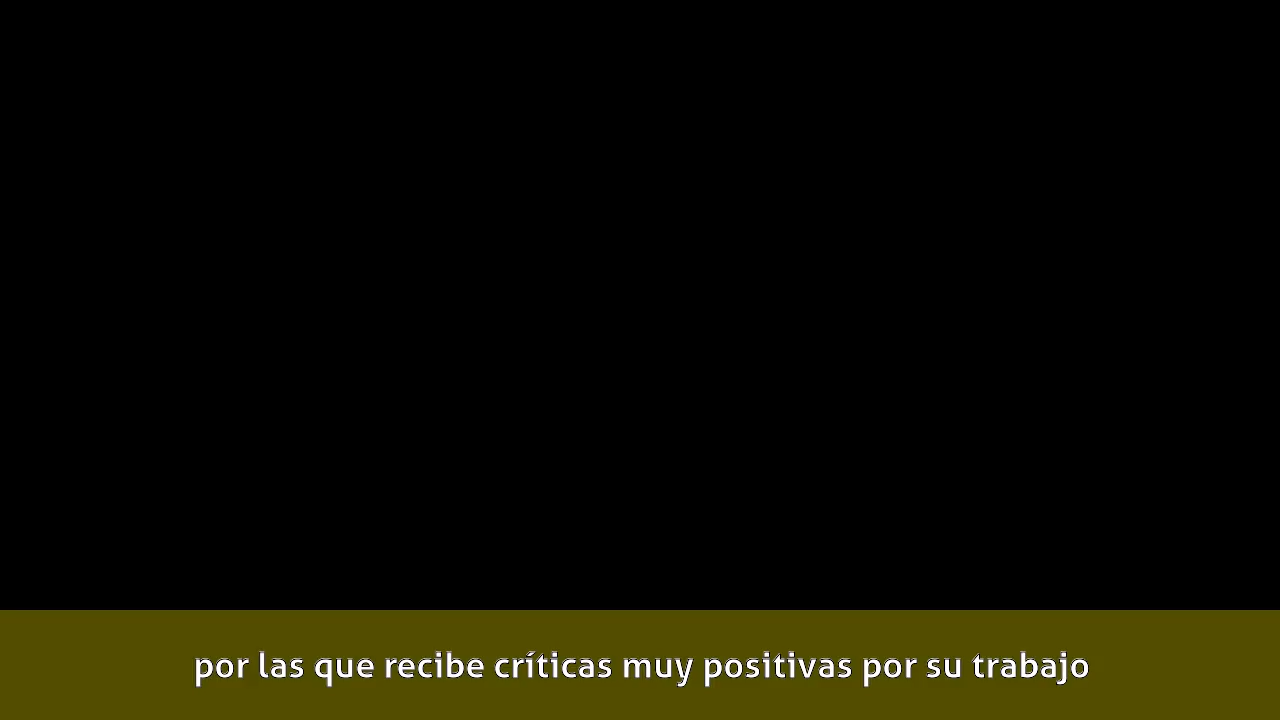 por las que recibe críticas muy positivas por su trabajo